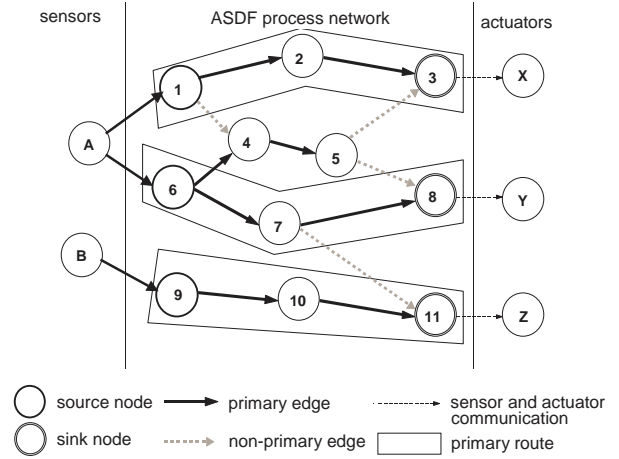 sensors ASDF process network actuators
1 2 3 X
A 4 5
6 7 8 Y
B 9 10 11 Z
source node primary edge sensor and actuator
communication
sink node non-primary edge primary route